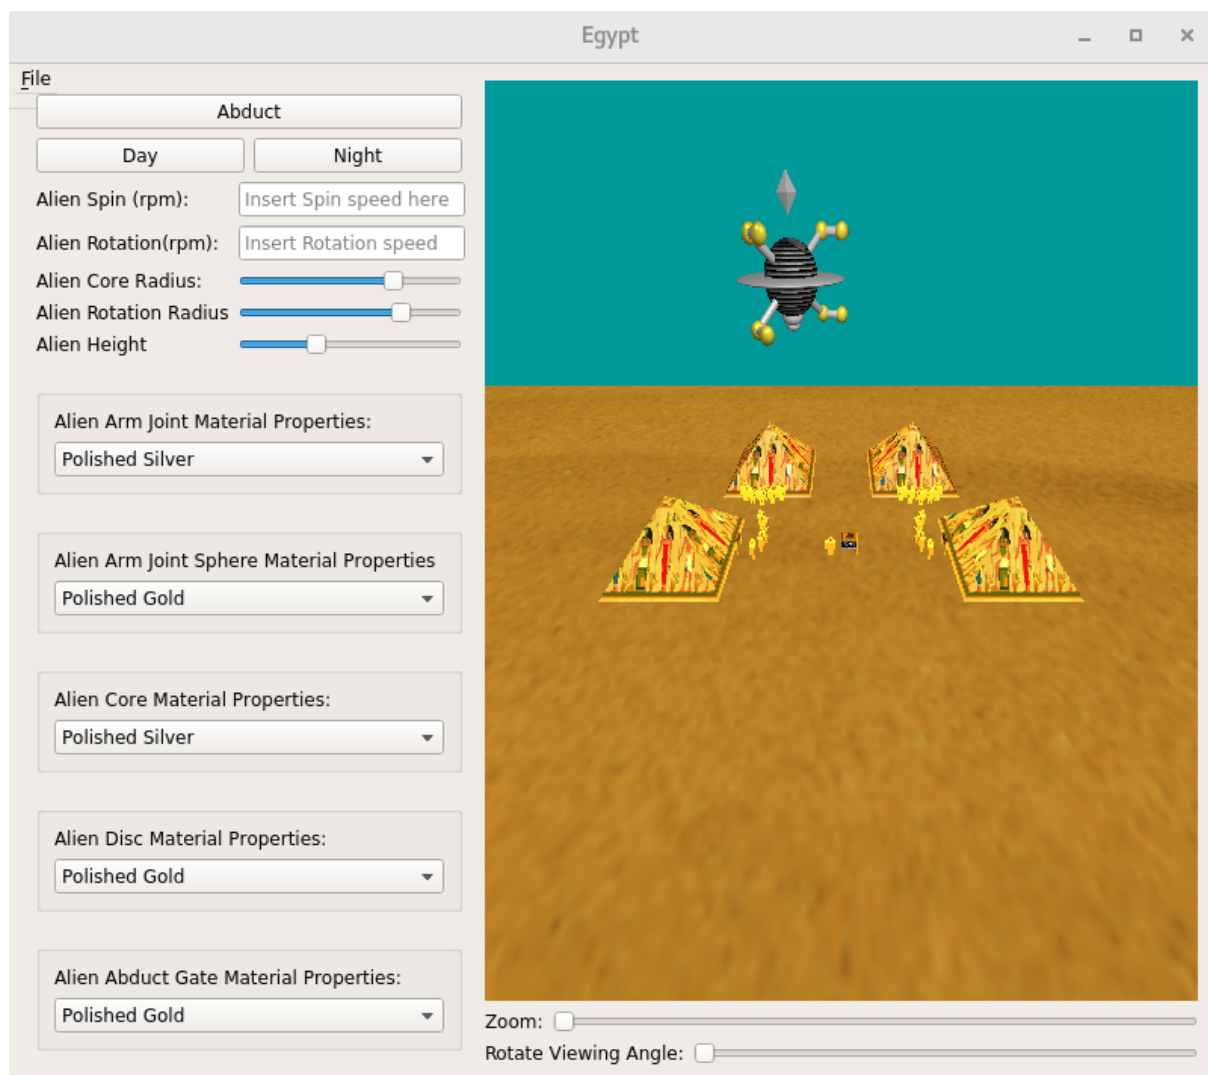 Egypt
File
Abduct
Day Night
Alien Spin (rpm): Insert Spin speed here
Alien Rotation(rpm): Insert Rotation speed
Alien Core Radius:
Alien Rotation Radius
Alien Height
Alien Arm Joint Material Properties:
Polished Silver
Alien Arm Joint Sphere Material Properties
Polished Gold
Alien Core Material Properties:
Polished Silver
Alien Disc Material Properties:
Polished Gold
Alien Abduct Gate Material Properties:
Polished Gold
Zoom:
Rotate Viewing Angle: